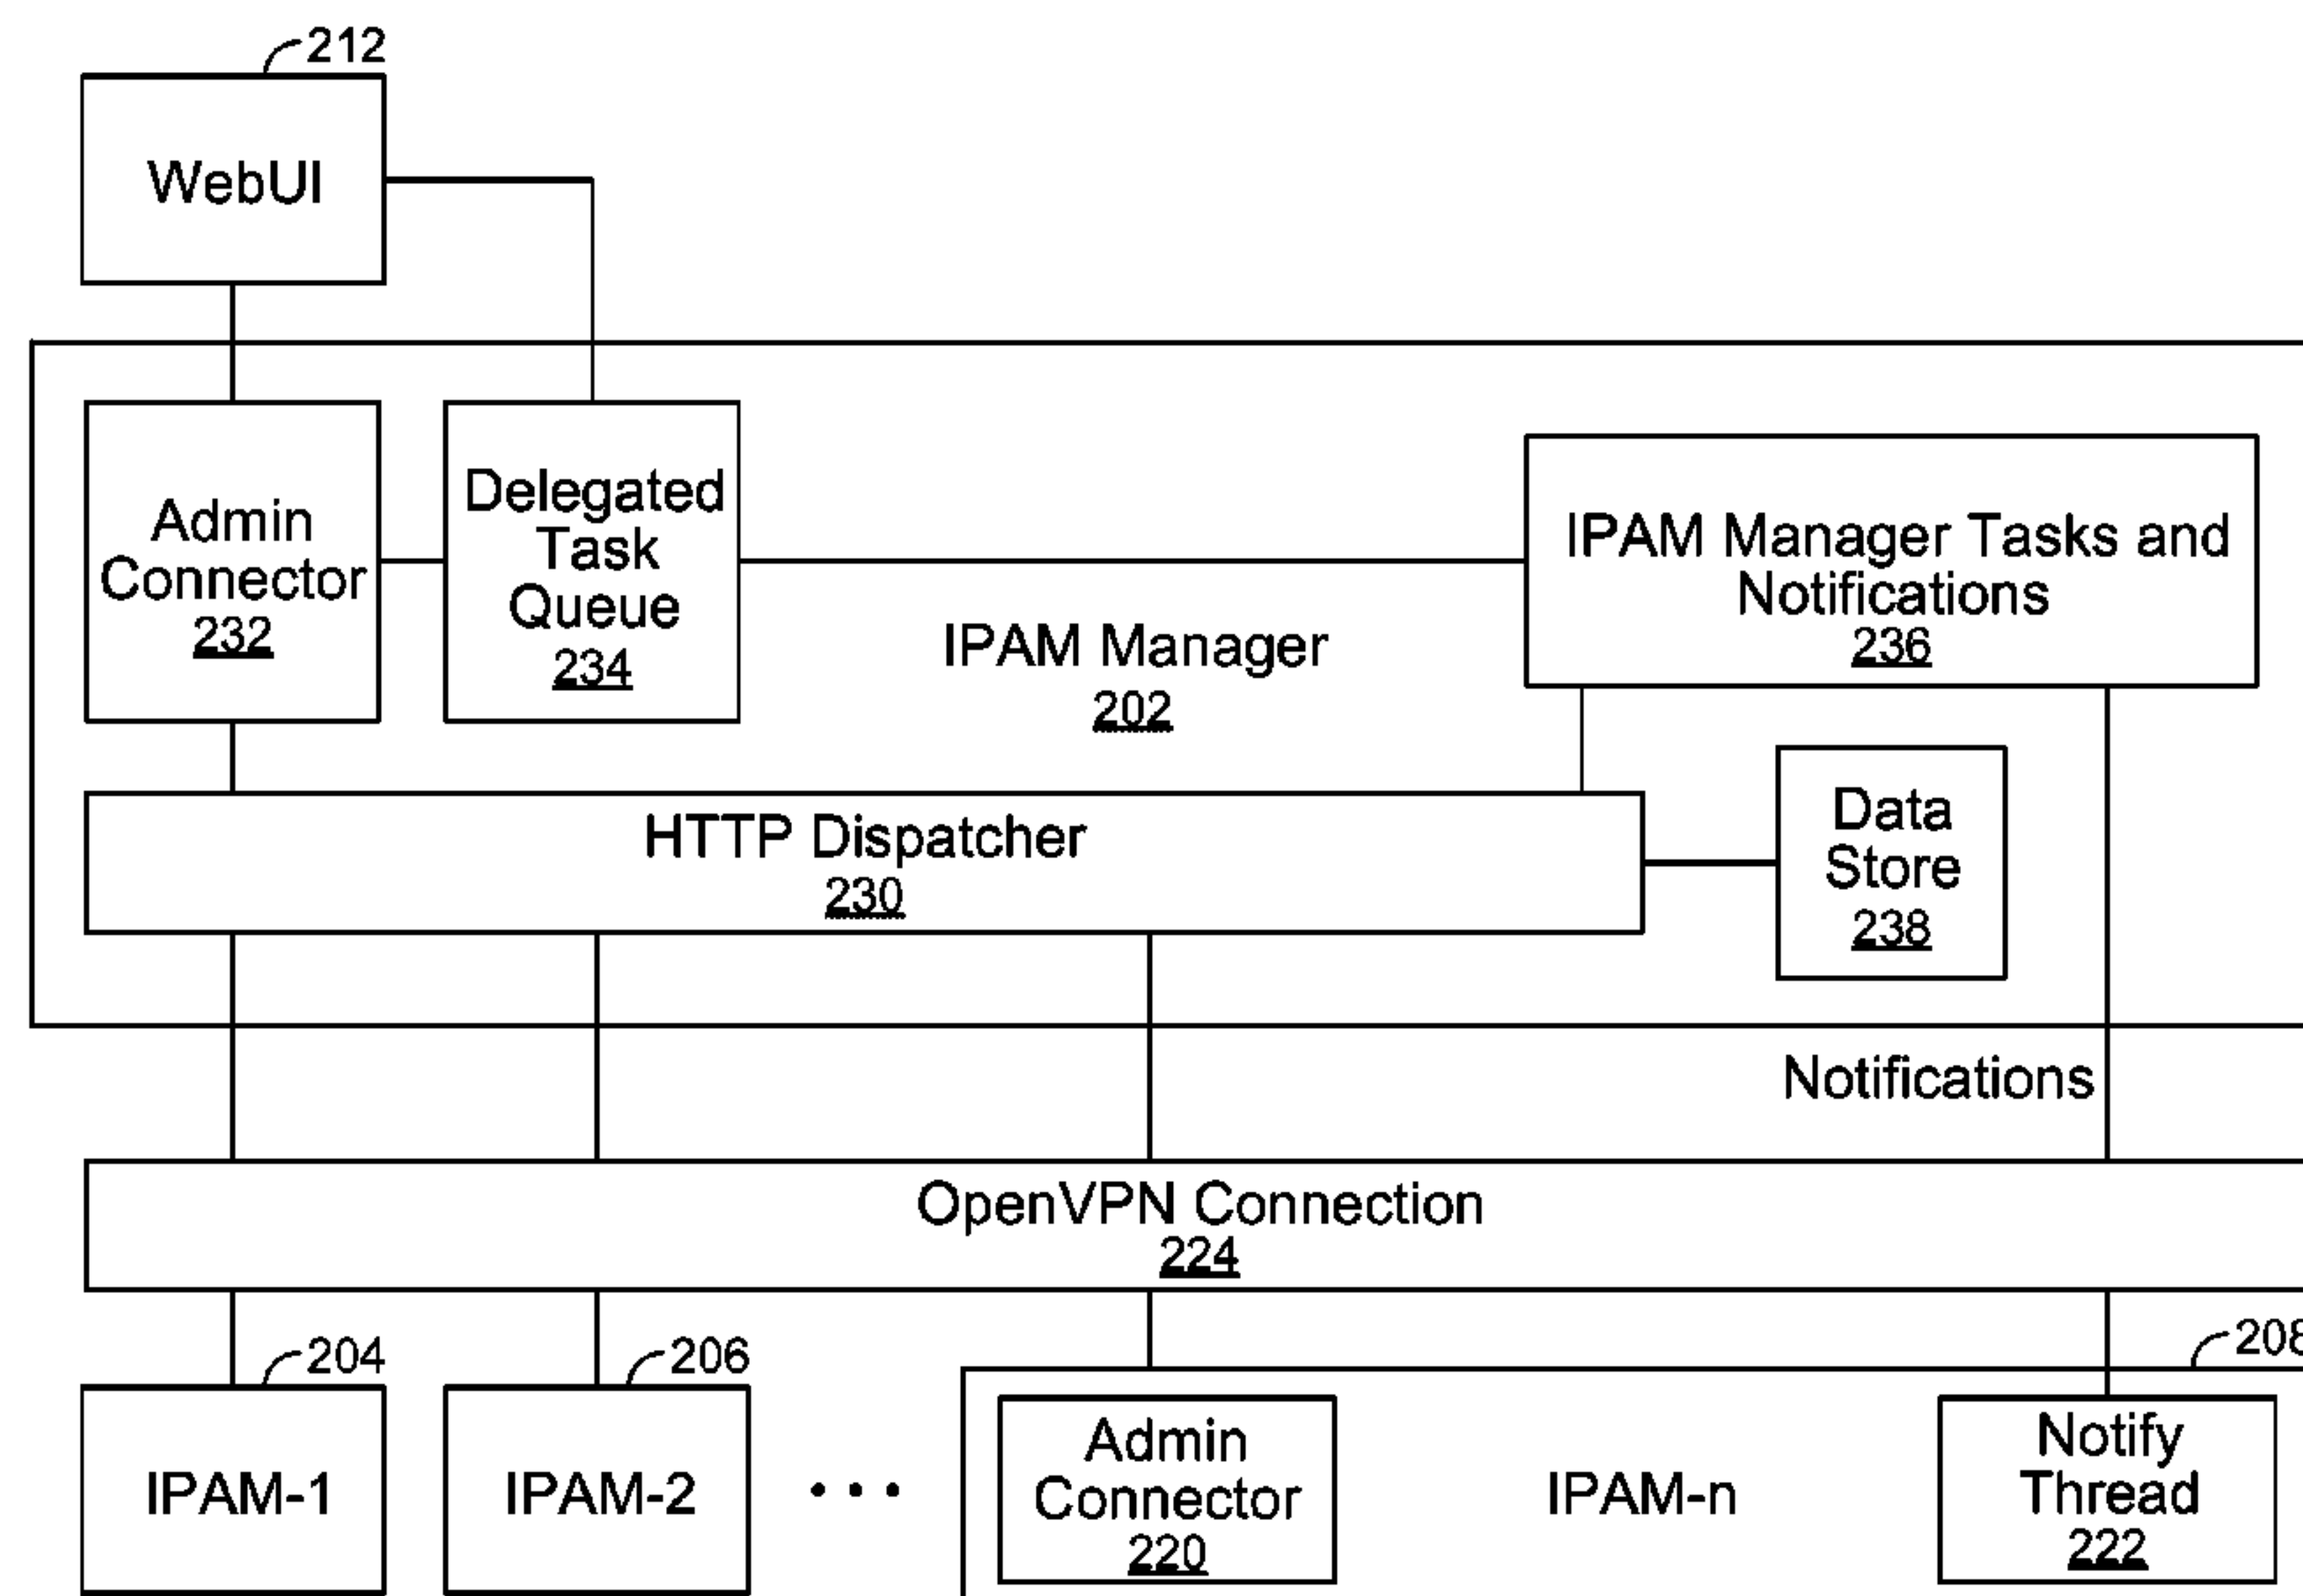 212
WebUI
Admin
Connector
232
Delegated
Task
Queue
234
IPAM Manager
202
IPAM Manager Tasks and
Notifications
236
HTTP Dispatcher
230
Data
Store
238
Notifications
OpenVPN Connection
224
204
IPAM-1
206
IPAM-2
...
208
Admin
Connector
220
IPAM-n
Notify
Thread
222